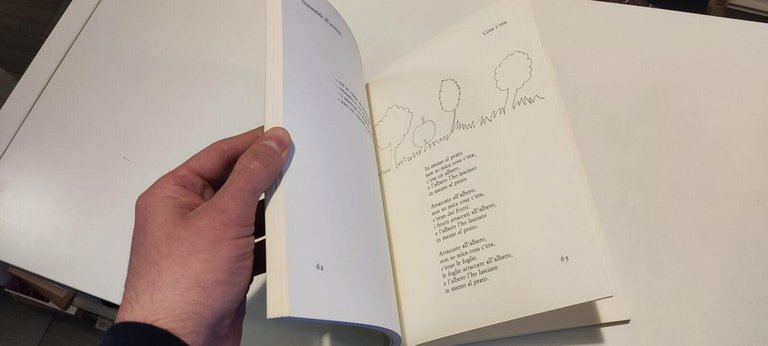 Domandalo all'
62
Cosa c'era
In mezzo al prato,
non so mica cosa c'era,
c'era un albero,
e l'albero l'ho lasciato
in mezzo al prato.
Attaccato all'albero,
non so mica cosa c'era,
c'eran dei frutti,
i frutti attaccati all'albero,
e l'albero l'ho lasciato
in mezzo al prato.
Attaccato all'albero,
non so mica cosa c'era,
c'eran le foglie,
le foglie attaccate all'albero,
e l'albero l'ho lasciato
in mezzo al prato.
63